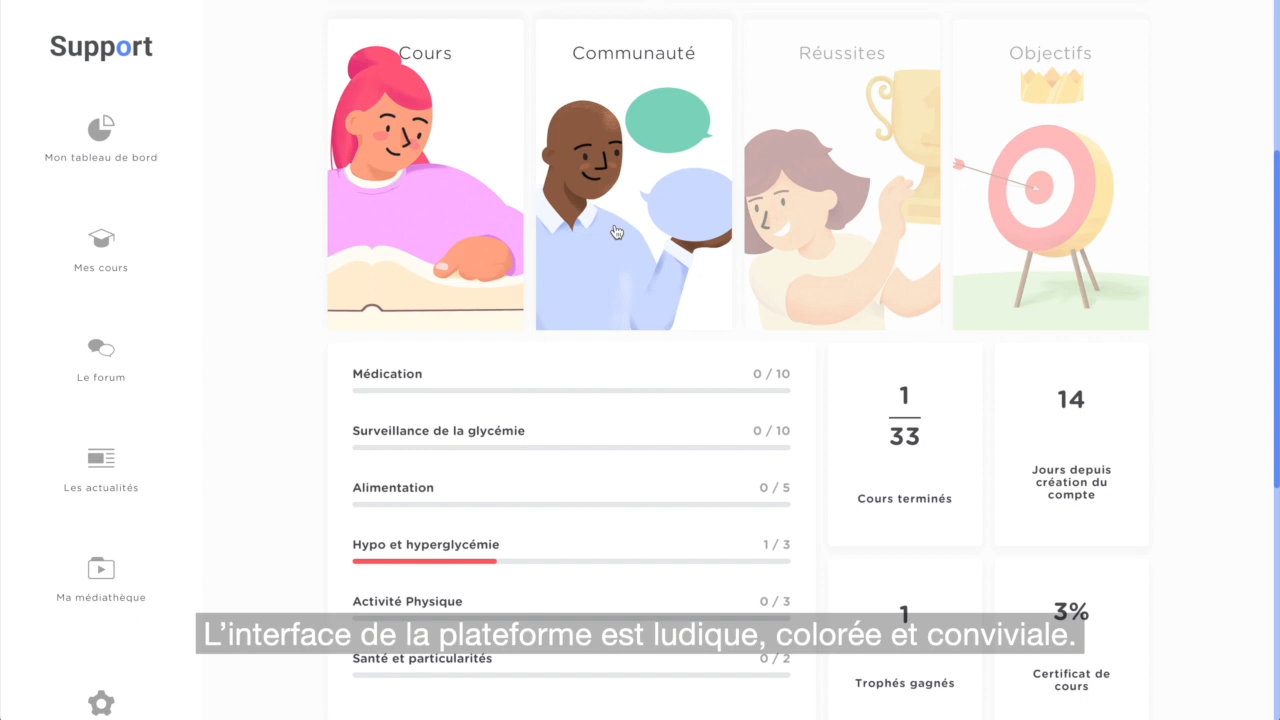 Support
Mon tableau de bord
Mes cours
Le forum
Les actualités
Ma médiathèque
Cours
Communauté
Réussites
Objectifs
Médication 0 / 10
Surveillance de la glycémie 0 / 10
Alimentation 0 / 5
Hypo et hyperglycémie 1 / 3
Activité Physique 0 / 3
Santé et particularités 0 / 2
1
33
Cours terminés
14
Jours depuis
création du
compte
1
Trophés gagnés
3%
Certificat de
cours
L’interface de la plateforme est ludique, colorée et conviviale.